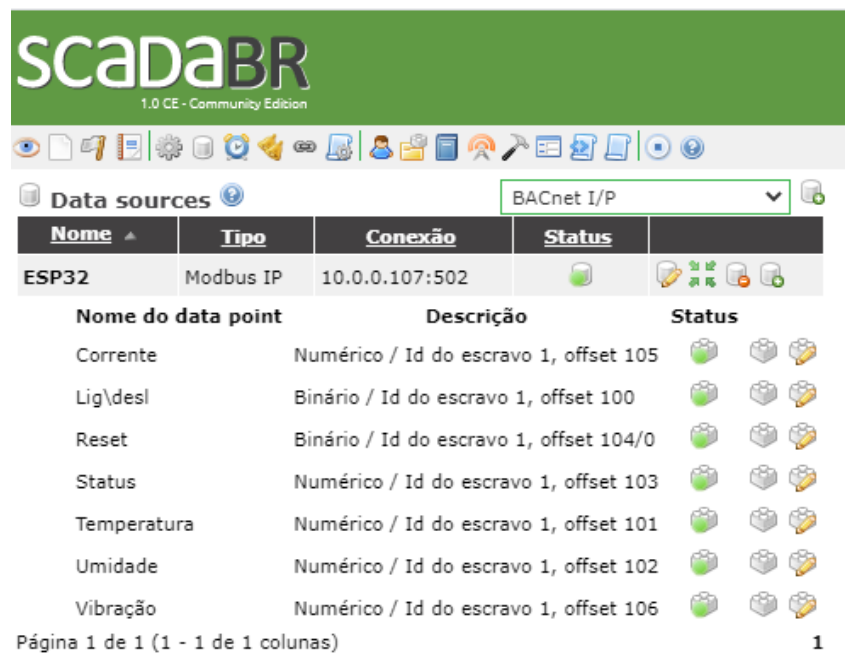 scadaBR
1.0 CE - Community Edition
Data sources
BACnet I/P
Nome Tipo Conexão Status
ESP32 Modbus IP 10.0.0.107:502
Nome do data point Descrição Status
Corrente Numérico / Id do escravo 1, offset 105
Lig\desl Binário / Id do escravo 1, offset 100
Reset Binário / Id do escravo 1, offset 104/0
Status Numérico / Id do escravo 1, offset 103
Temperatura Numérico / Id do escravo 1, offset 101
Umidade Numérico / Id do escravo 1, offset 102
Vibração Numérico / Id do escravo 1, offset 106
Página 1 de 1 (1 - 1 de 1 colunas) 1